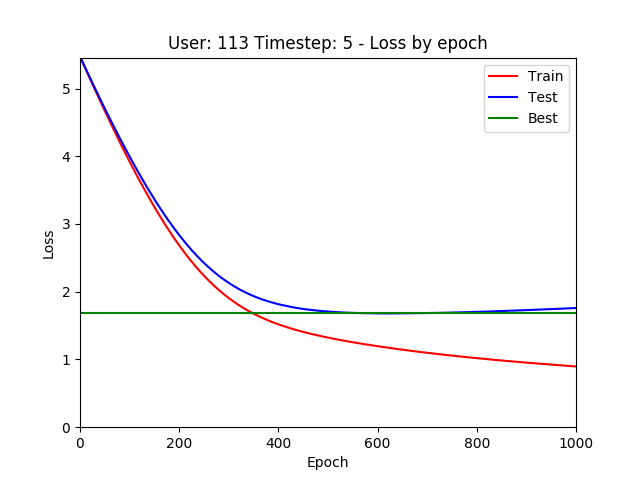 User: 113 Timestep: 5 - Loss by epoch
Train
Test
Best
5
4
3
2
1
0
Loss
0 200 400 600 800 1000
Epoch